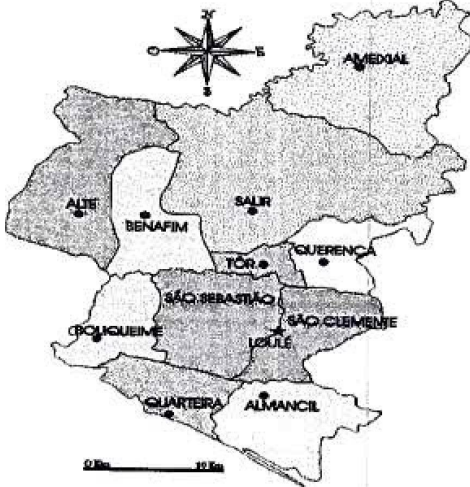 N
O
E
S
AMEIXIAL
ALTE
BENAFIM
SALIR
TÔR
QUERENÇA
SÃO SEBASTIÃO
SÃO CLEMENTE
BOLIQUEIME
LOULÉ
QUARTEIRA
ALMANCIL
0 Km
10 Km